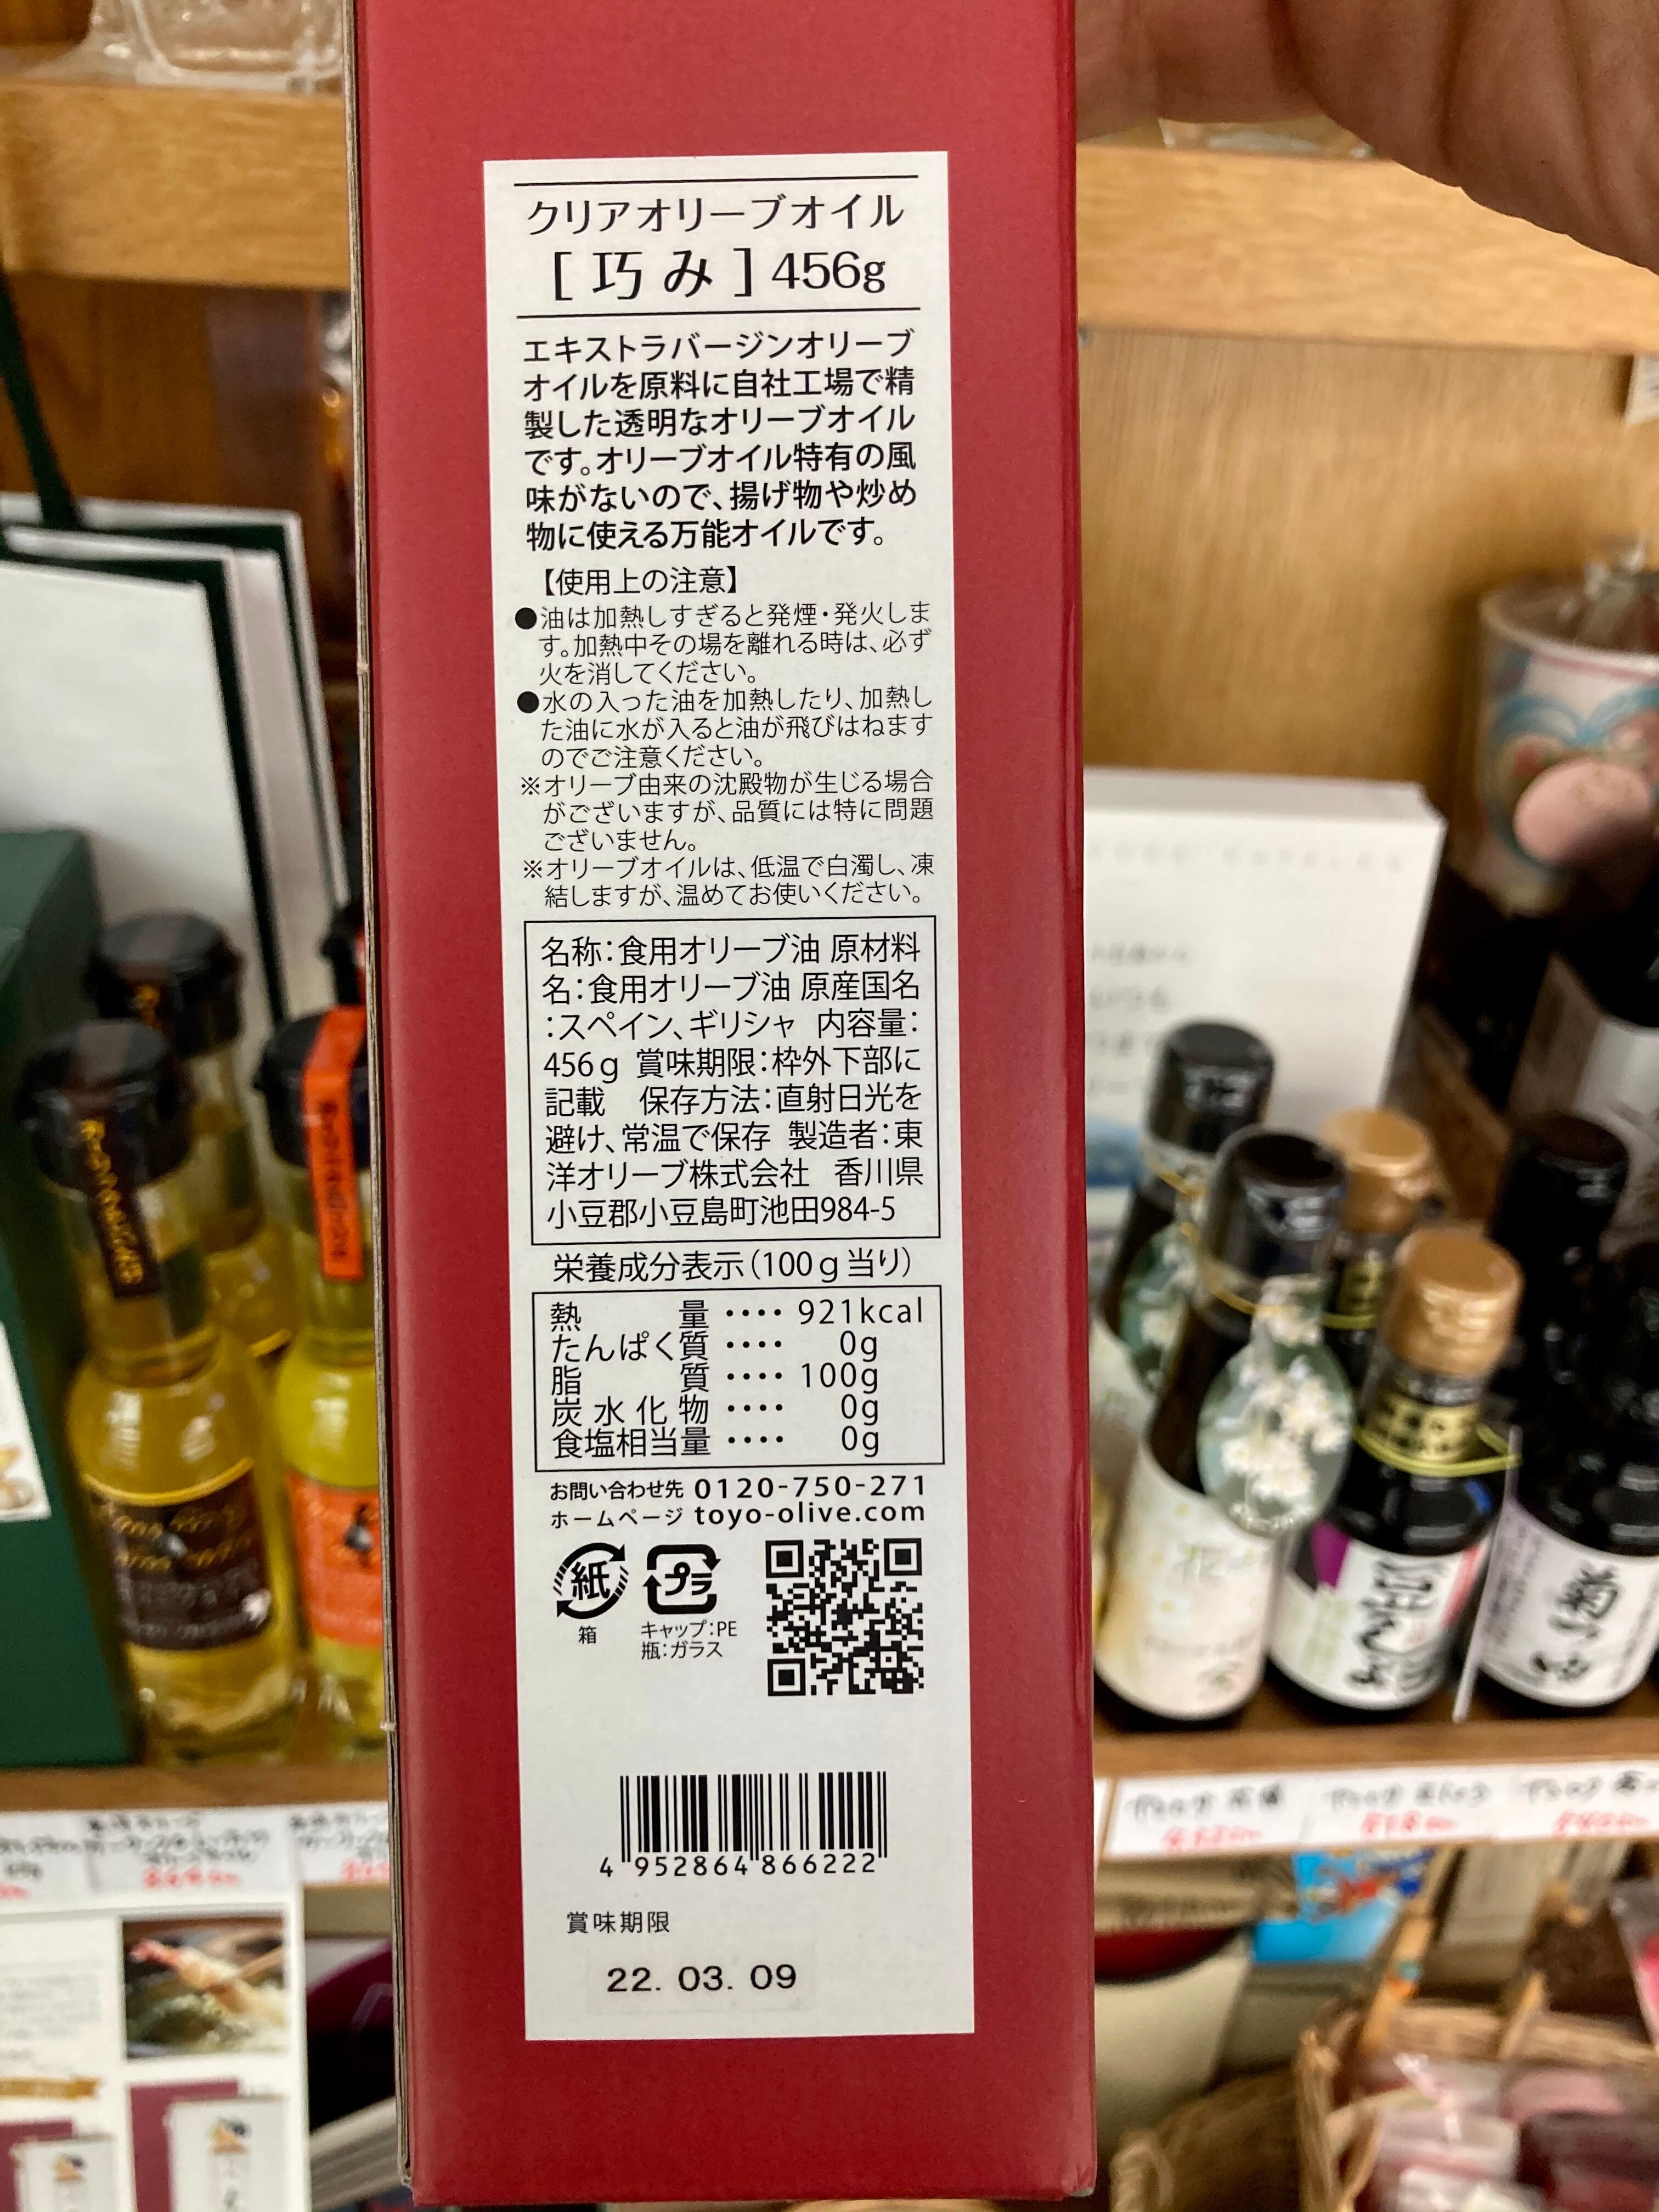 クリアオリーブオイル
[ 巧み ] 456g
エキストラバージンオリーブ
オイルを原料に自社工場で精
製した透明なオリーブオイル
です。オリーブオイル特有の風
味がないので、揚げ物や炒め
物に使える万能オイルです。
【使用上の注意】
●油は加熱しすぎると発煙・発火しま
す。加熱中その場を離れる時は、必ず
火を消してください。
●水の入った油を加熱したり、加熱し
た油に水が入ると油が飛びはねます
のでご注意ください。
※オリーブ由来の沈殿物が生じる場合
がございますが、品質には特に問題
ございません。
※オリーブオイルは、低温で白濁し、凍
結しますが、温めてお使いください。
名称：食用オリーブ油 原材料
名：食用オリーブ油 原産国名
：スペイン、ギリシャ 内容量：
456g 賞味期限：枠外下部に
記載 保存方法：直射日光を
避け、常温で保存 製造者：東
洋オリーブ株式会社 香川県
小豆郡小豆島町池田984-5
栄養成分表示（100g当り）
熱量 ···· 921kcal
たんぱく質 ···· 0g
脂質 ···· 100g
炭水化物 ···· 0g
食塩相当量 ···· 0g
お問い合わせ先 0120-750-271
ホームページ toyo-olive.com
紙 プラ
箱 キャップ：PE
瓶：ガラス
4 952864 866222
賞味期限
22. 03. 09